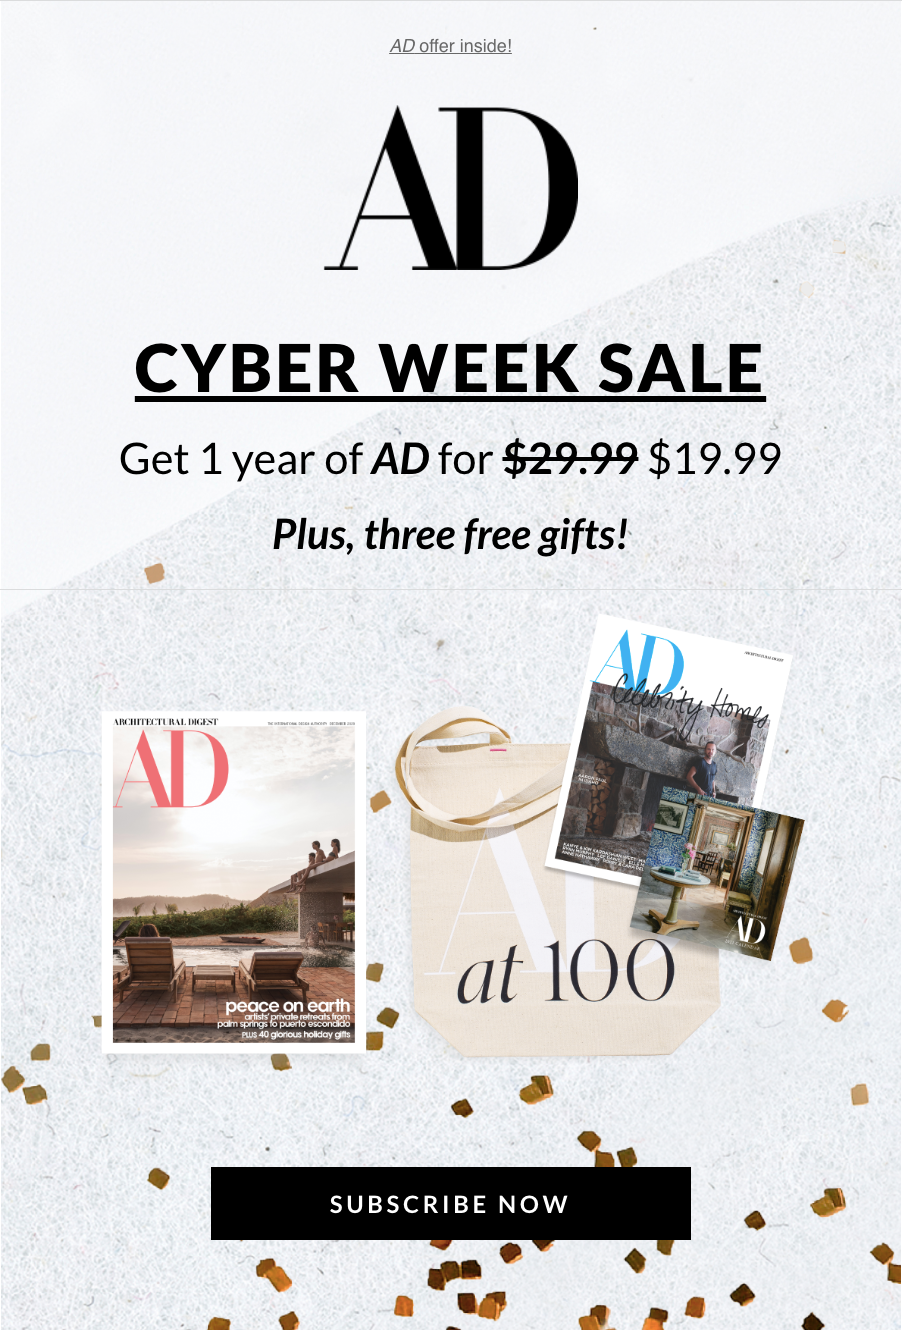 AD offer inside!
AD
CYBER WEEK SALE
Get 1 year of AD for $29.99 $19.99
Plus, three free gifts!
ARCHITECTURAL DIGEST
AD
peace on earth
artists' private retreats from
palm springs to puerto escondido
PLUS 40 glorious holiday gifts
AD
at 100
AD
Celebrity Homes
AD
SUBSCRIBE NOW